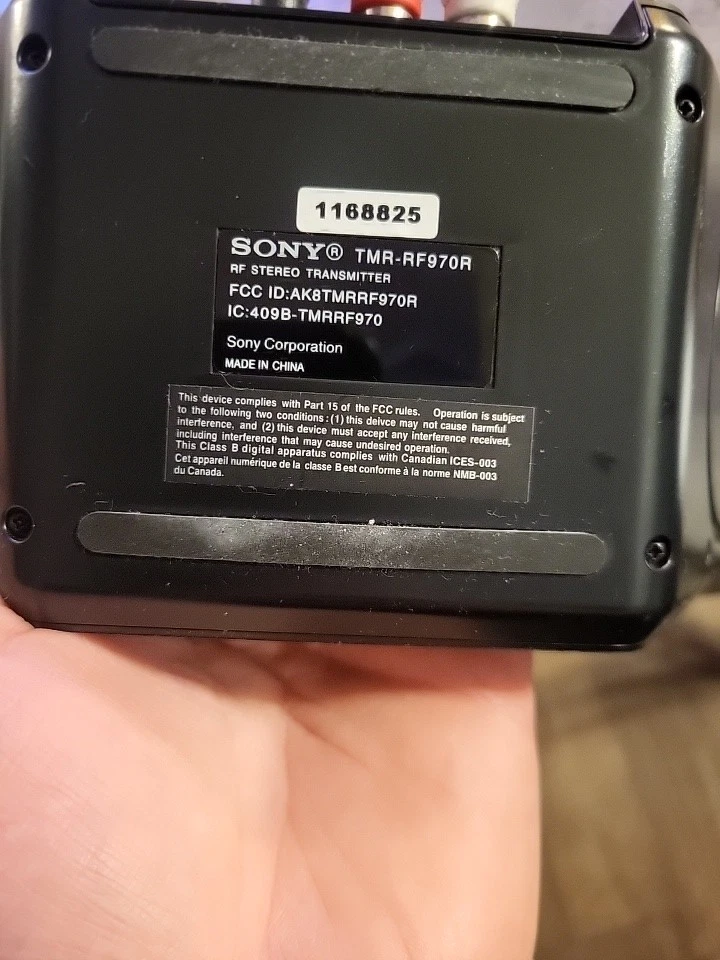 1168825
SONY® TMR-RF970R
RF STEREO TRANSMITTER
FCC ID:AK8TMRRF970R
IC:409B-TMRRF970
Sony Corporation
MADE IN CHINA
This device complies with Part 15 of the FCC rules. Operation is subject
to the following two conditions : (1) this deivce may not cause harmful
interference, and (2) this device must accept any interference received,
including interference that may cause undesired operation.
This Class B digital apparatus complies with Canadian ICES-003
Cet appareil numérique de la classe B est conforme à la norme NMB-003
du Canada.